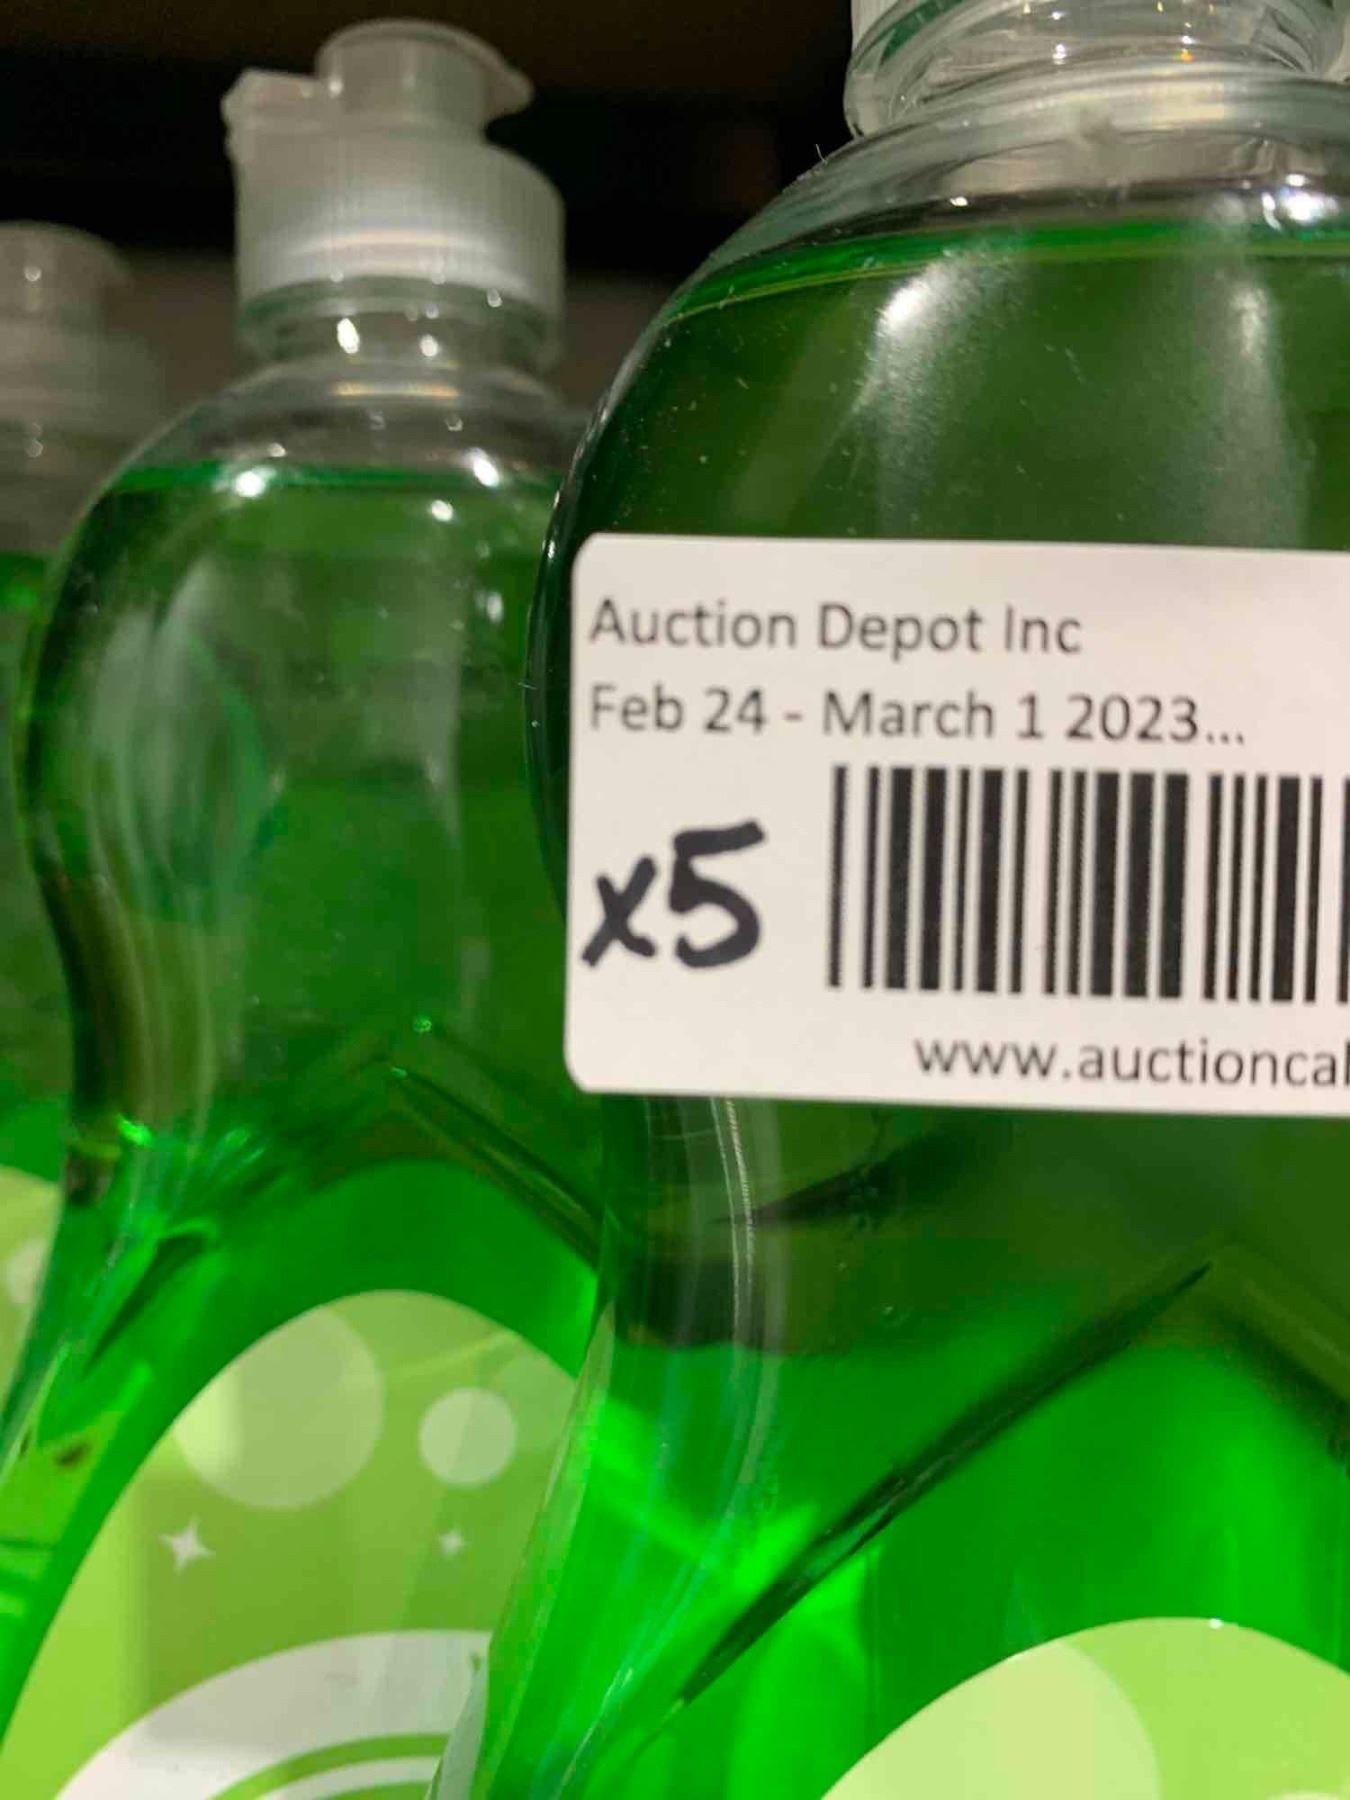 Auction Depot Inc
Feb 24 - March 1 2023...
x5
www.auctioncal